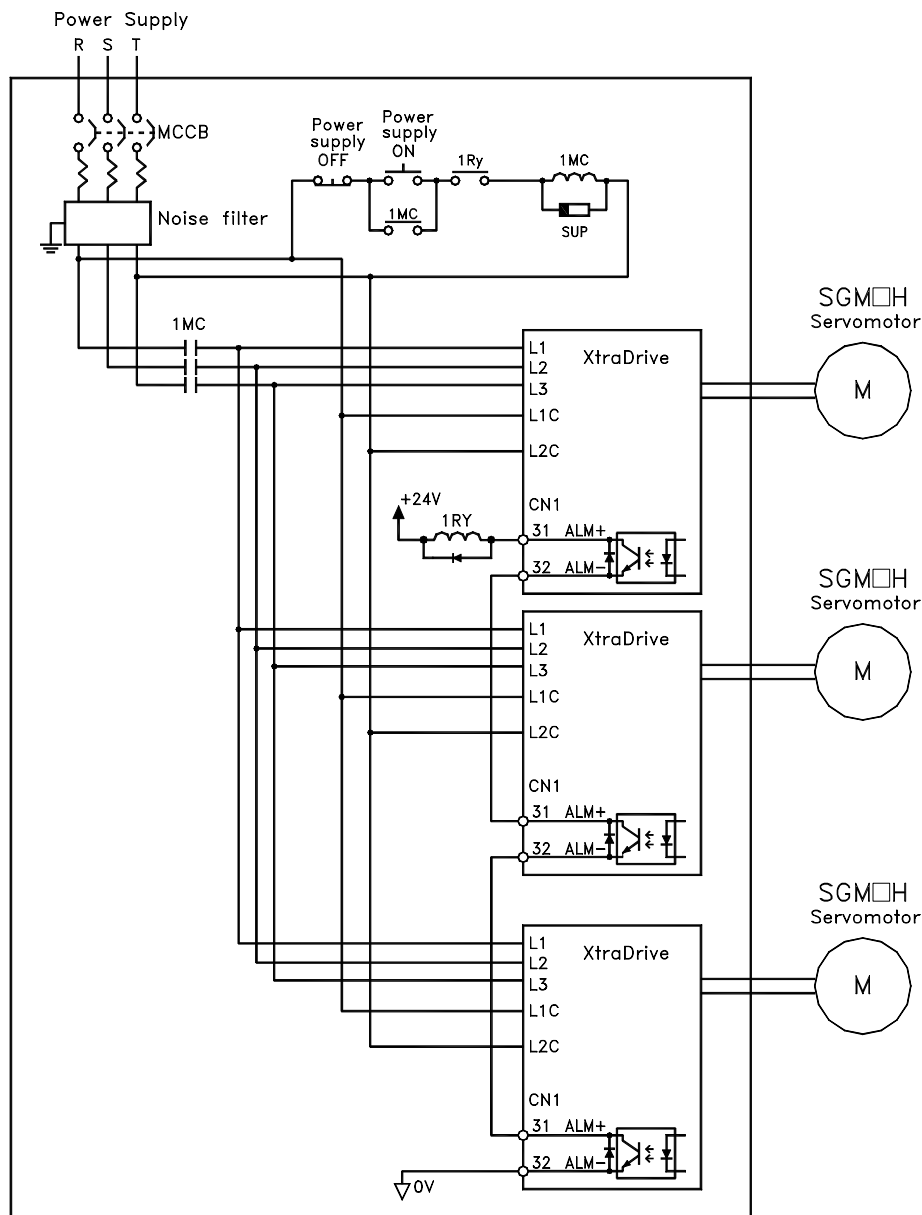 Power Supply
R S T
MCCB
Noise filter
Power
supply
OFF
Power
supply
ON
1Ry
1MC
1MC
SUP
1MC
SGM□H
Servomotor
M
XtraDrive
L1
L2
L3
L1C
L2C
CN1
+24V
1RY
31 ALM+
32 ALM-
SGM□H
Servomotor
M
XtraDrive
L1
L2
L3
L1C
L2C
CN1
31 ALM+
32 ALM-
SGM□H
Servomotor
M
XtraDrive
L1
L2
L3
L1C
L2C
CN1
31 ALM+
32 ALM-
0V